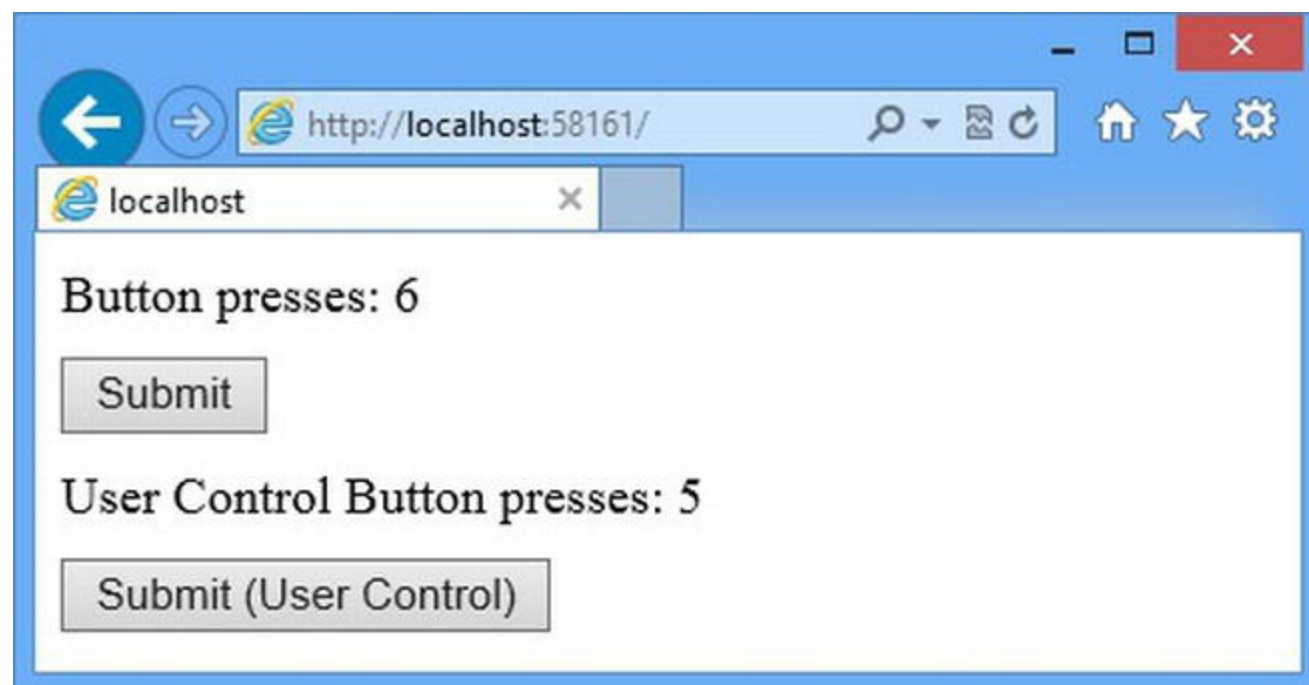 http://localhost:58161/
localhost
Button presses: 6
Submit
User Control Button presses: 5
Submit (User Control)